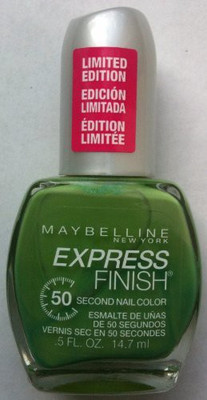 LIMITED
EDITION
EDICIÓN
LIMITADA
ÉDITION
LIMITÉE
MAYBELLINE
NEW YORK
EXPRESS
FINISH®
50 SECOND NAIL COLOR
ESMALTE DE UÑAS
DE 50 SEGUNDOS
VERNIS SEC EN 50 SECONDES
.5 FL. OZ. 14.7 ml